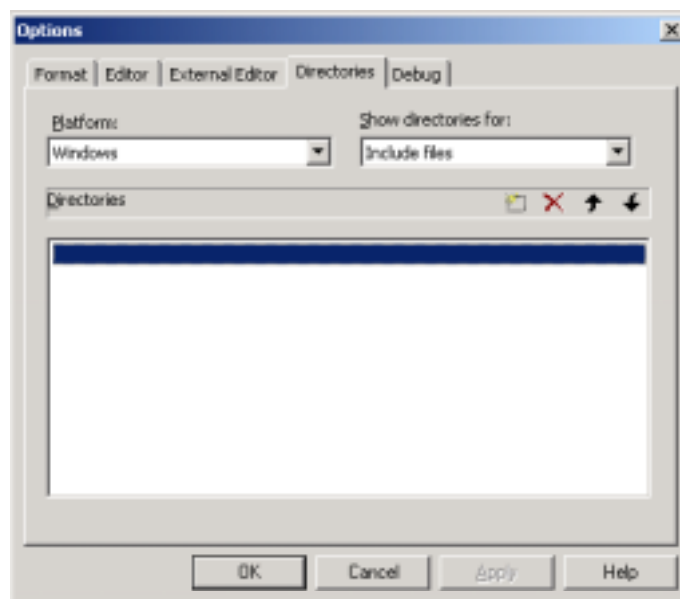 Options
Format Editor External Editor Directories Debug
Platform: Show directories for:
Windows Include files
Directories
OK Cancel Apply Help